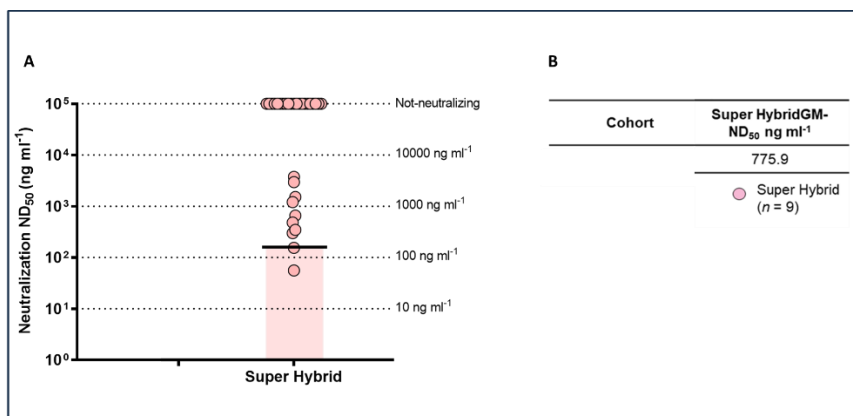 A
Neutralization ND50 (ng ml-1)
10⁵
10⁴
10³
10²
10¹
10⁰
Not-neutralizing
10000 ng ml-1
1000 ng ml-1
100 ng ml-1
10 ng ml-1
Super Hybrid
B
Cohort
Super HybridGM-
ND50 ng ml-1
775.9
Super Hybrid
(n = 9)